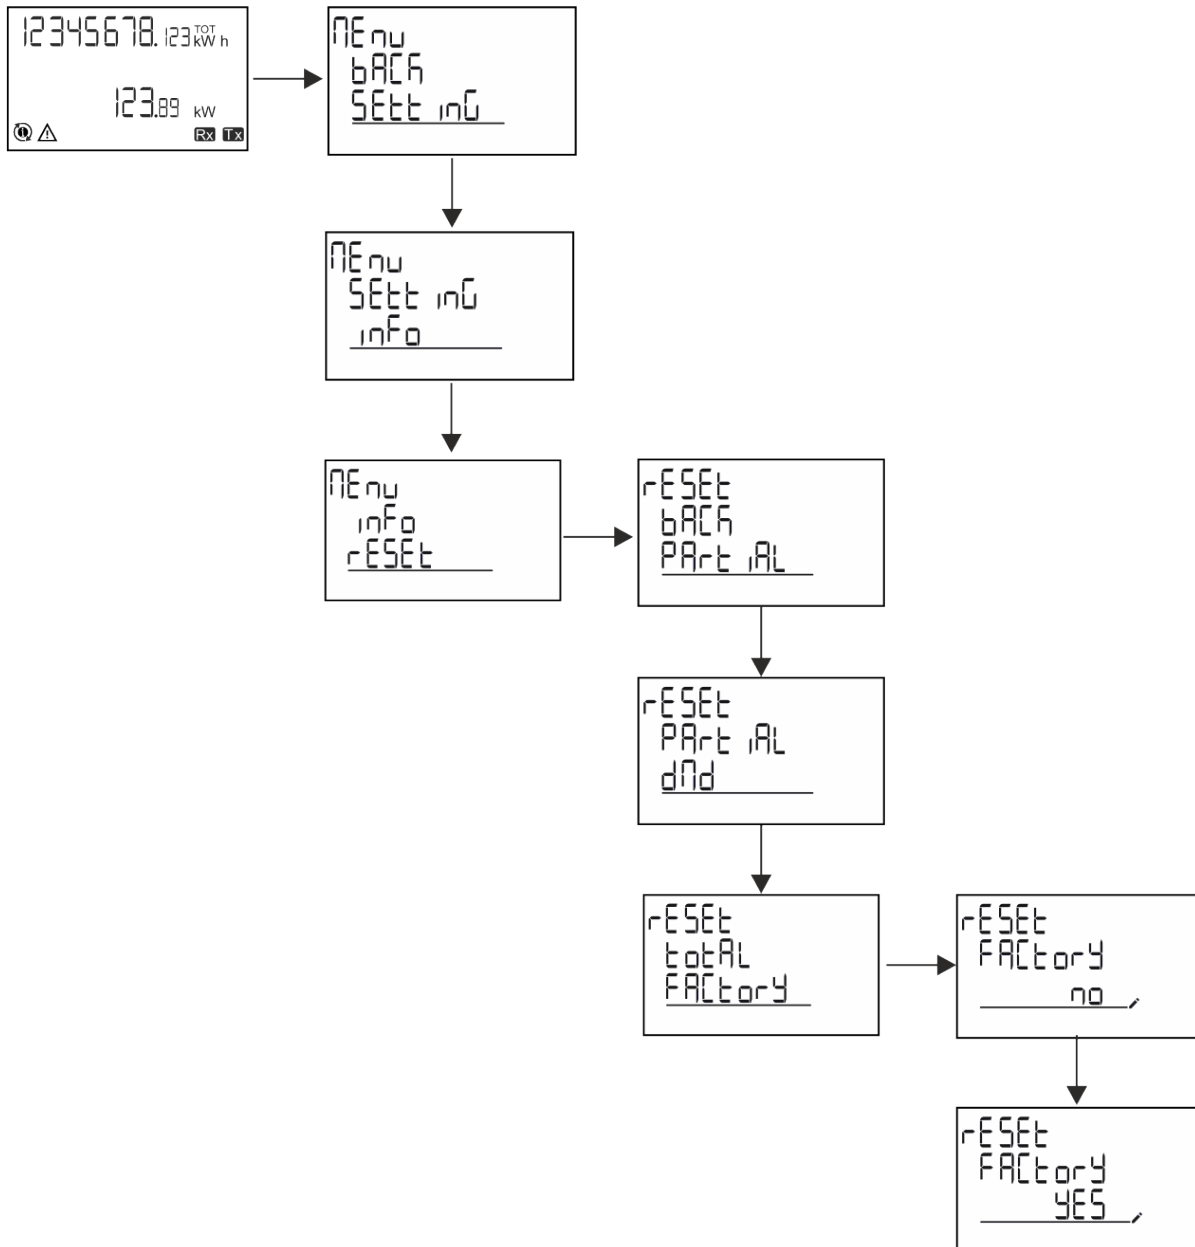 12345678.123 TOT kWh
123.89 kW
Rx Tx
MEnu
bACK
SEttinG
MEnu
SEttinG
inFo
MEnu
inFo
rESEt
rESEt
bACK
PArtiAL
rESEt
PArtiAL
dMd
rESEt
totAL
FACtorY
rESEt
FACtorY
no
rESEt
FACtorY
YES